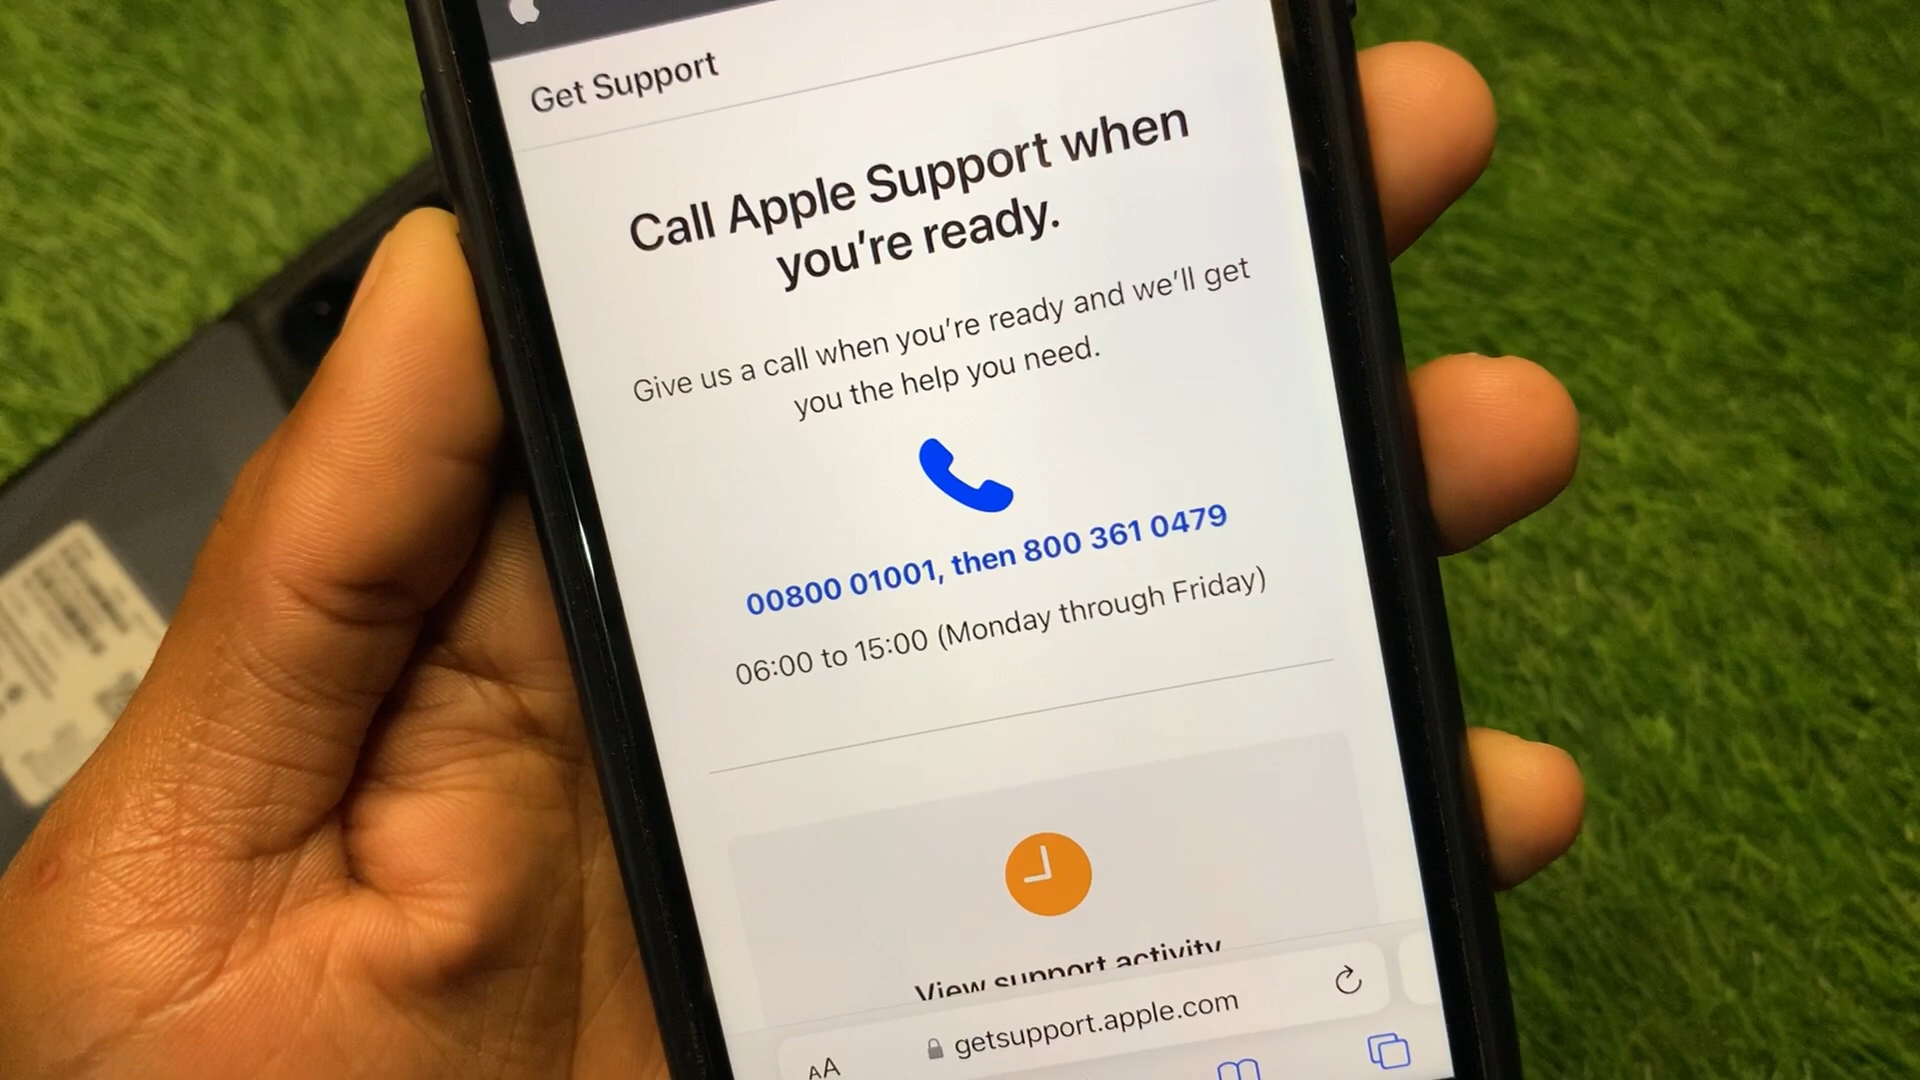 Get Support
Call Apple Support when
you're ready.
Give us a call when you're ready and we'll get
you the help you need.
00800 01001, then 800 361 0479
06:00 to 15:00 (Monday through Friday)
View support activity
AA
getsupport.apple.com